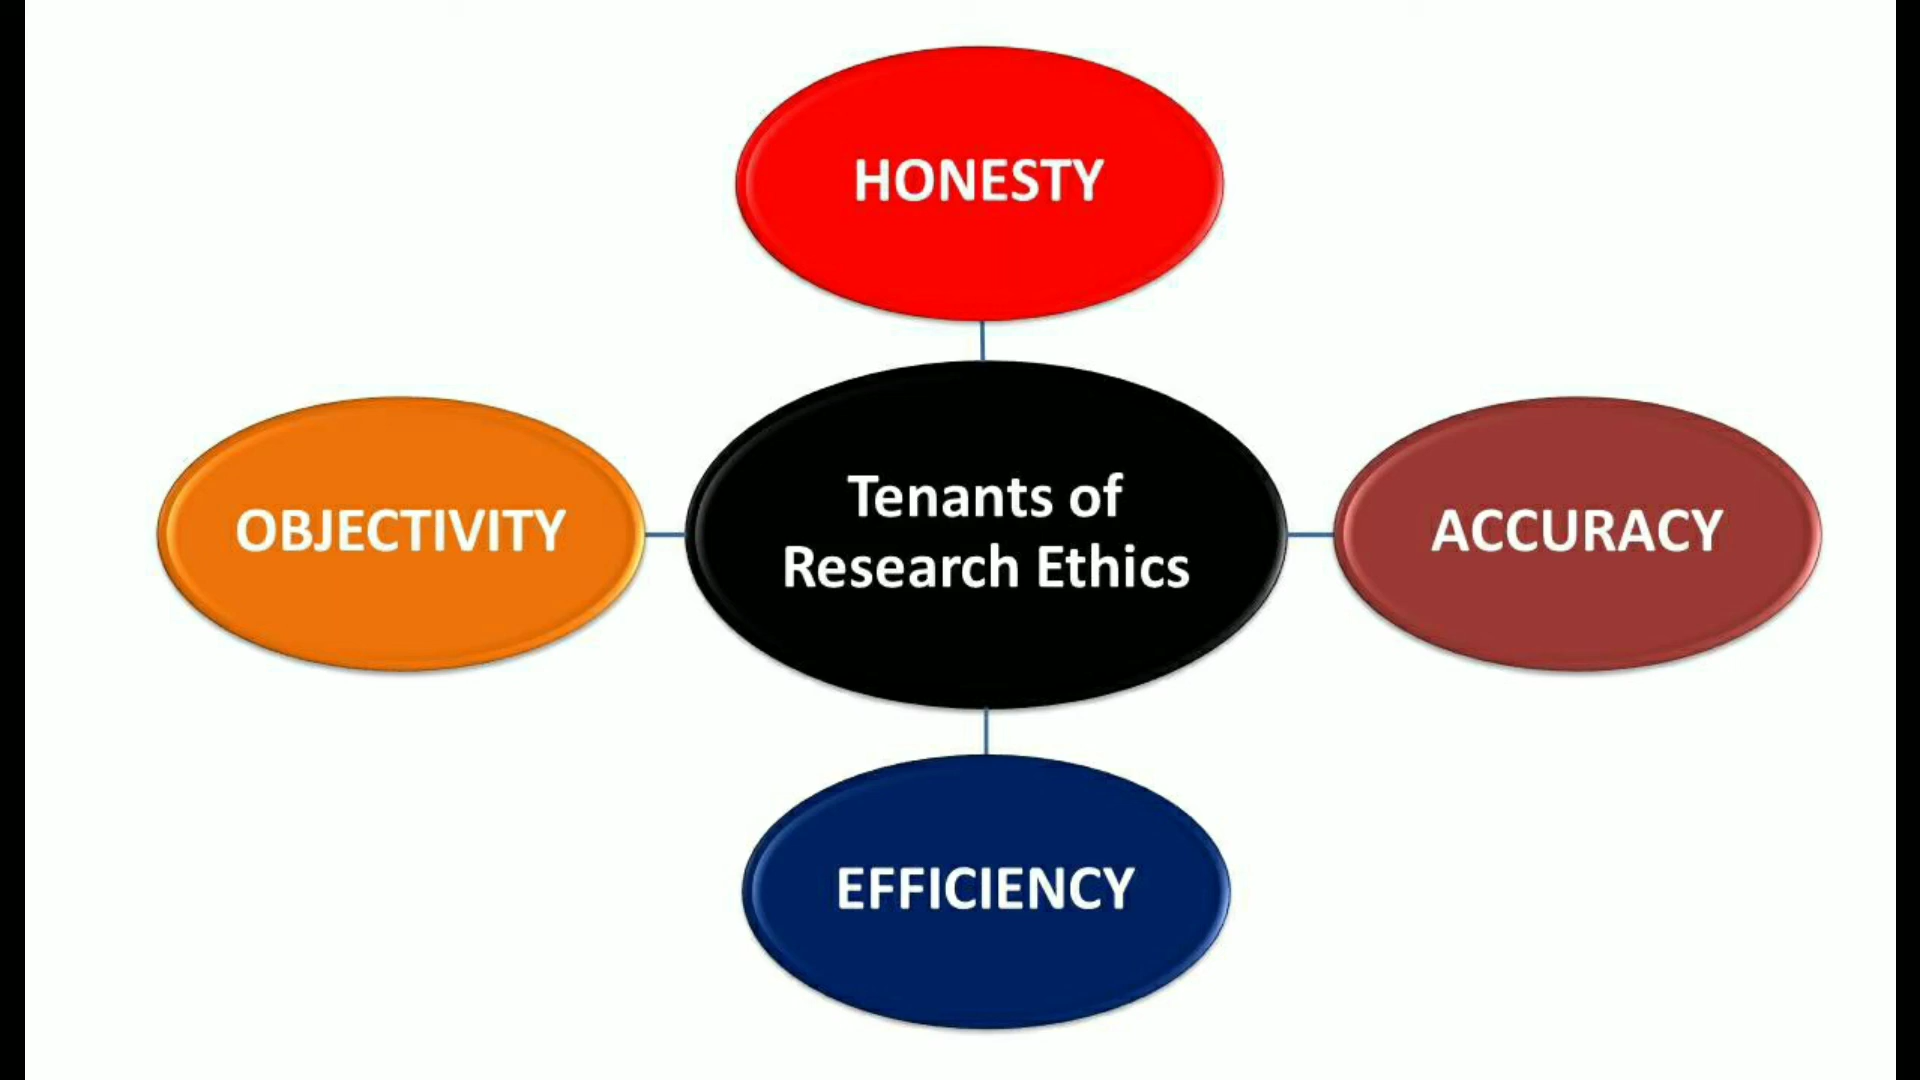 HONESTY
OBJECTIVITY
Tenants of
Research Ethics
ACCURACY
EFFICIENCY